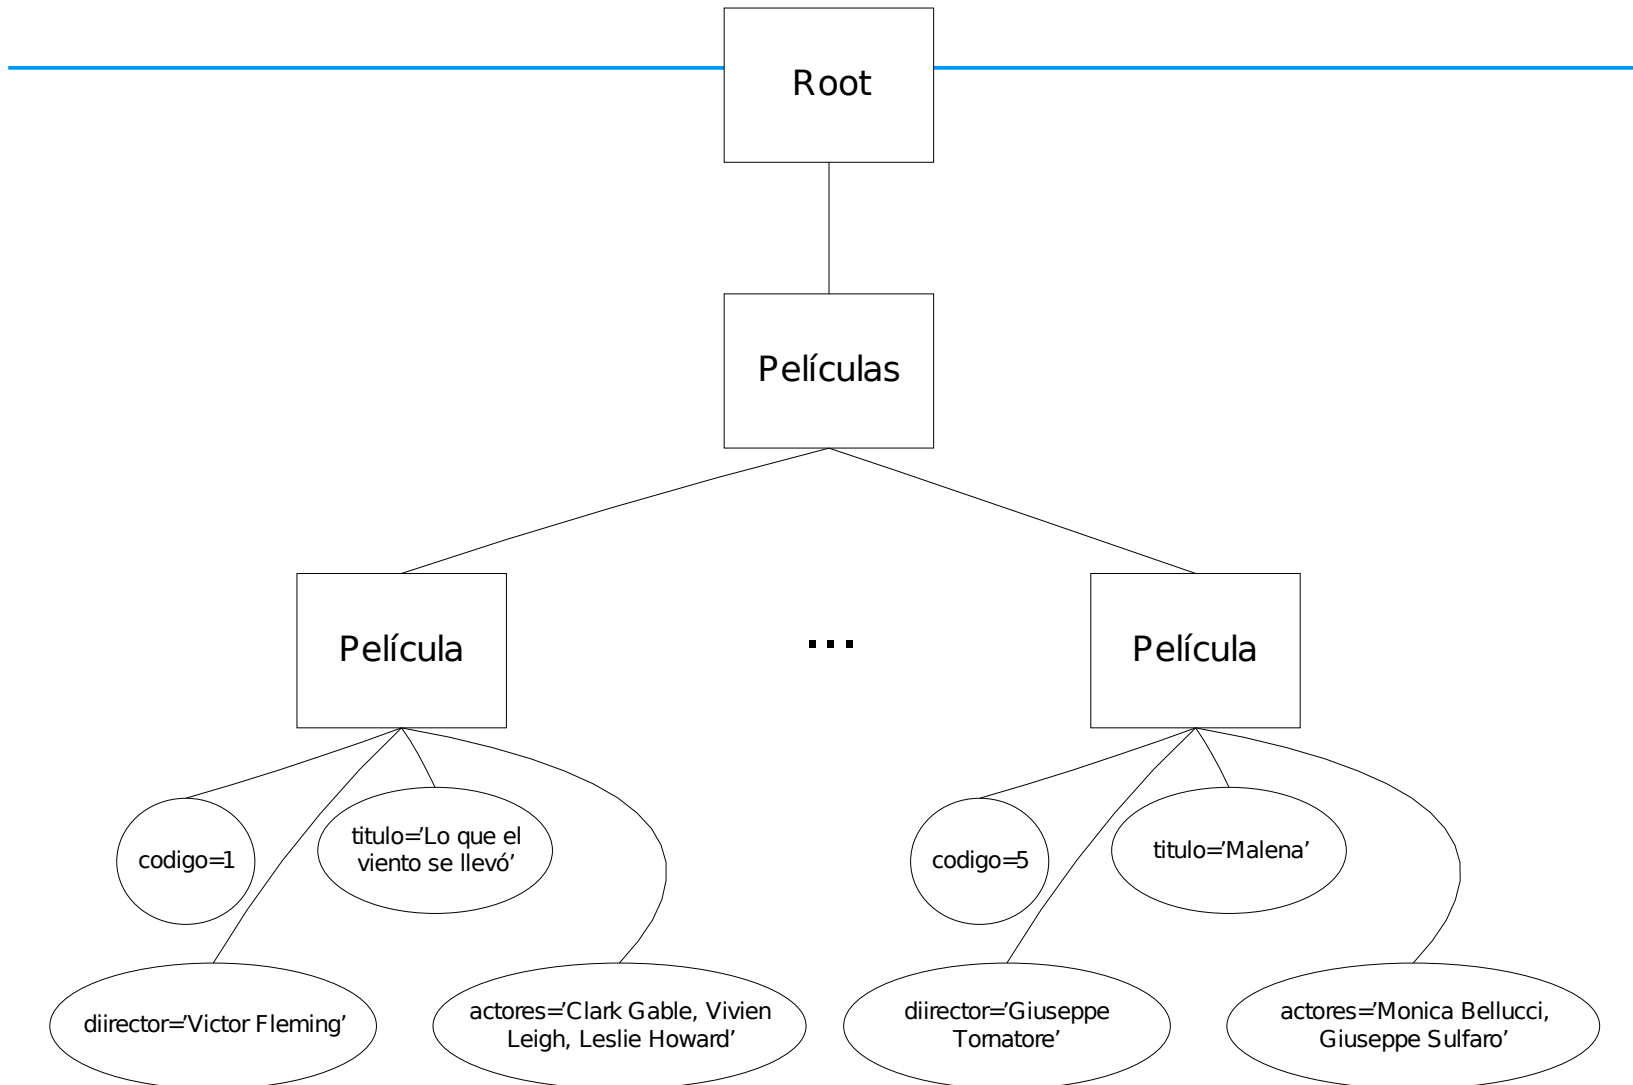 Root
Películas
Película
...
Película
codigo=1
titulo='Lo que el
viento se llevó’
codigo=5
titulo=’Malena’
diirector=’Victor Fleming’
actores=’Clark Gable, Vivien
Leigh, Leslie Howard’
diirector=’Giuseppe
Tornatore’
actores=’Monica Bellucci,
Giuseppe Sulfaro’